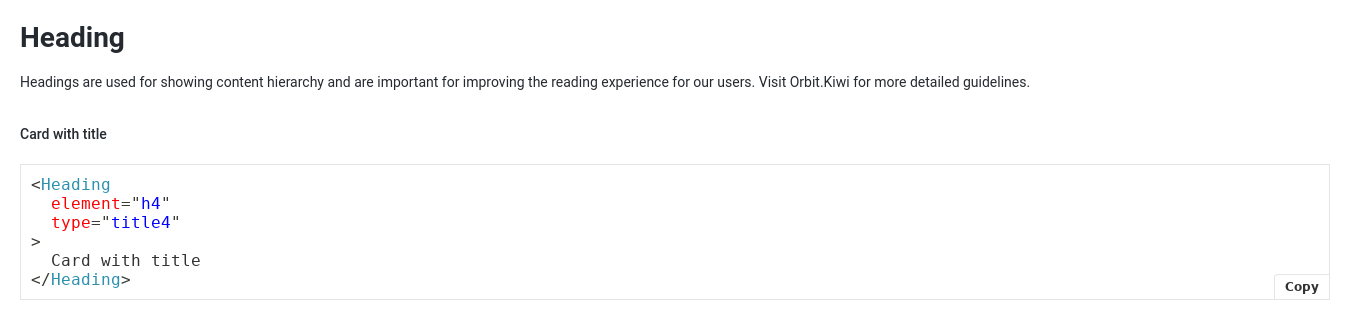 Heading
Headings are used for showing content hierarchy and are important for improving the reading experience for our users. Visit Orbit.Kiwi for more detailed guidelines.
Card with title
<Heading
  element="h4"
  type="title4"
>
  Card with title
</Heading>
Copy